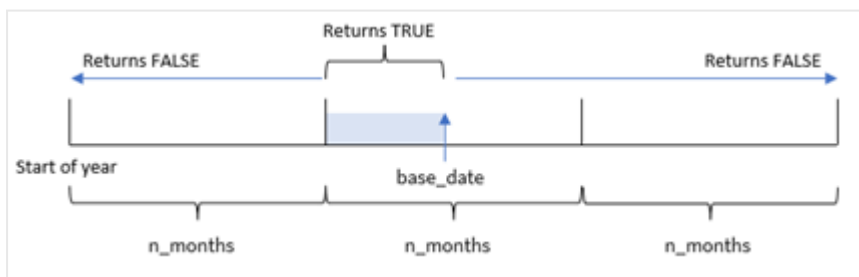 Returns TRUE
Returns FALSE
Returns FALSE
Start of year
base_date
n_months
n_months
n_months